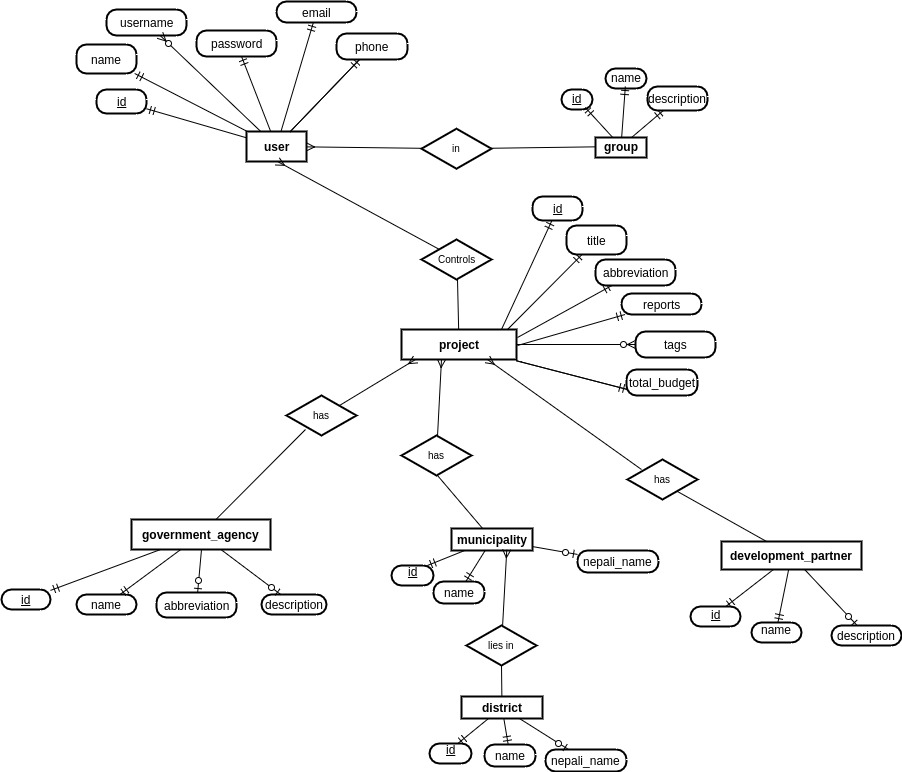 email
username
password
phone
name
id
user
in
name
id
description
group
id
title
abbreviation
reports
tags
total_budget
Controls
project
has
has
has
government_agency
id
name
abbreviation
description
municipality
id
name
nepali_name
development_partner
id
name
description
lies in
district
id
name
nepali_name